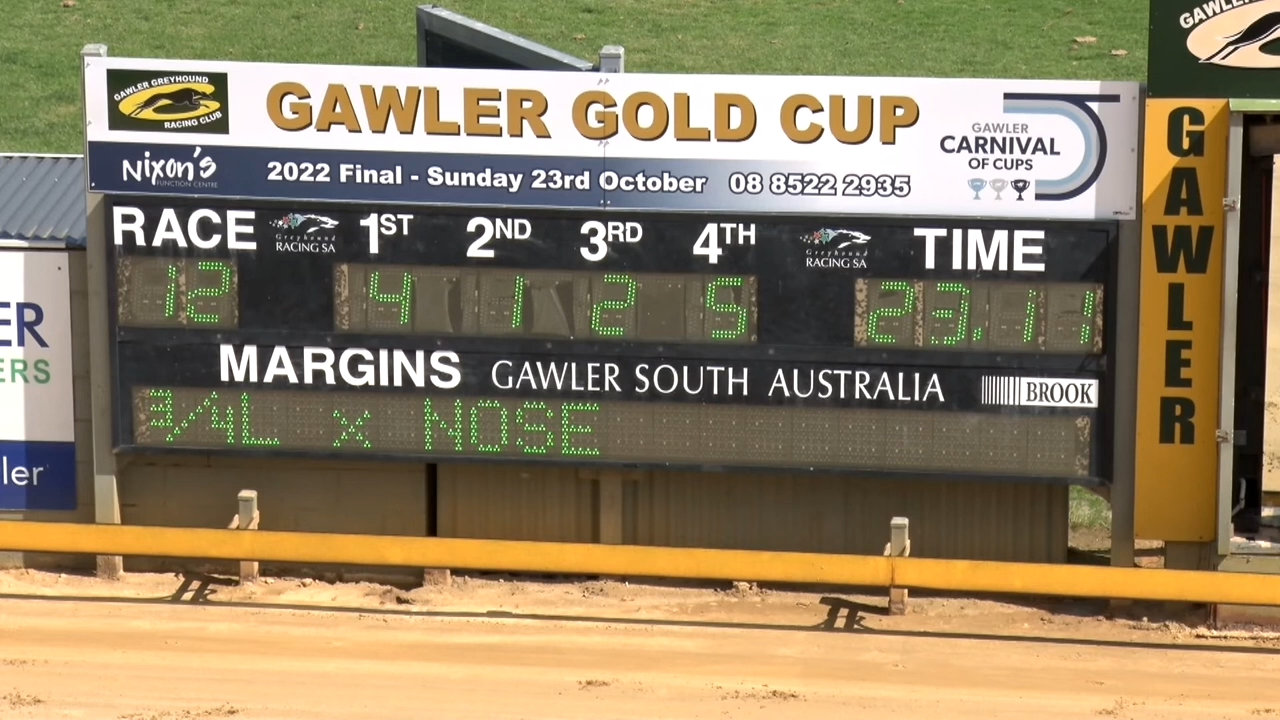 GAWLER GREYHOUND
RACING CLUB
GAWLER GOLD CUP
GAWLER
CARNIVAL
OF CUPS
NixoN's
FUNCTION CENTRE
2022 Final - Sunday 23rd October 08 8522 2935
RACE Greyhound RACING SA 1ST 2ND 3RD 4TH Greyhound RACING SA TIME
12 4 1 2 5 23.11
MARGINS GAWLER SOUTH AUSTRALIA BROOK
3/4L x NOSE
GAWLER
GAWLER
ER
ERS
ler